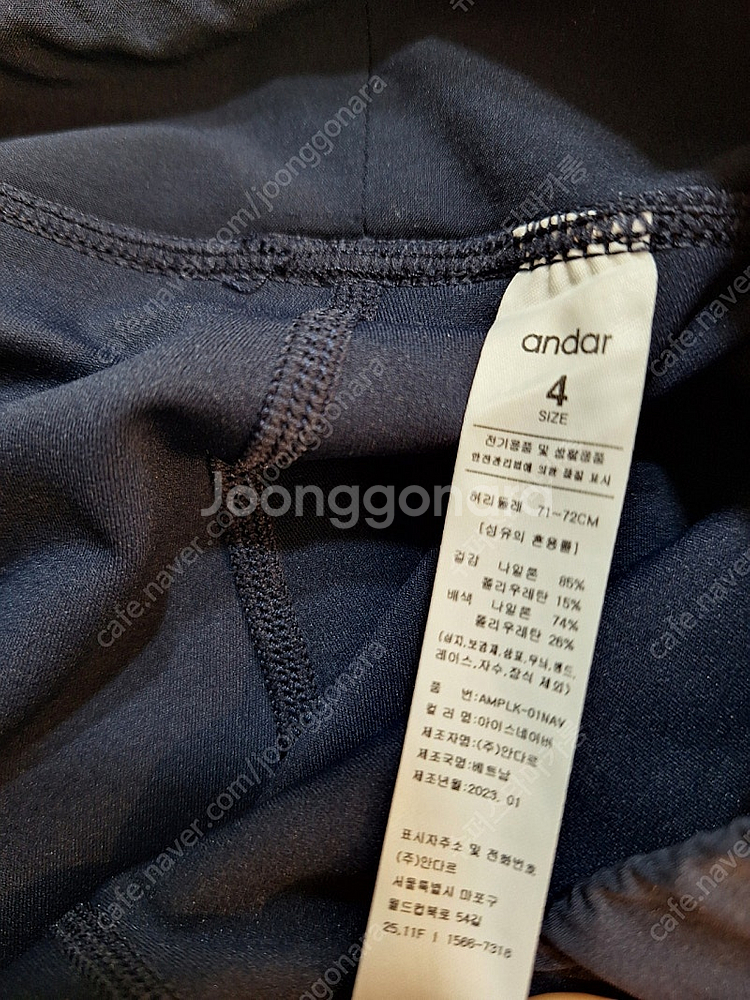 andar
4
SIZE
전기용품 및 생활용품
안전관리법에 의한 품질 표시
허리둘레 71-72CM
[섬유의 혼용률]
겉감 나일론 85%
폴리우레탄 15%
배색 나일론 74%
폴리우레탄 26%
(심지,보강재,상표,무늬,밴드,
레이스,자수,장식 제외)
품 번:AMPLK-01NAV
컬 러 명:아이스네이비
제조자명:(주)안다르
제조국명:베트남
제조년월:2023. 01
표시자주소 및 전화번호
(주)안다르
서울특별시 마포구
월드컵북로 54길
25,11F | 1566-7318
Joonggonara
cafe.naver.com/joonggonara